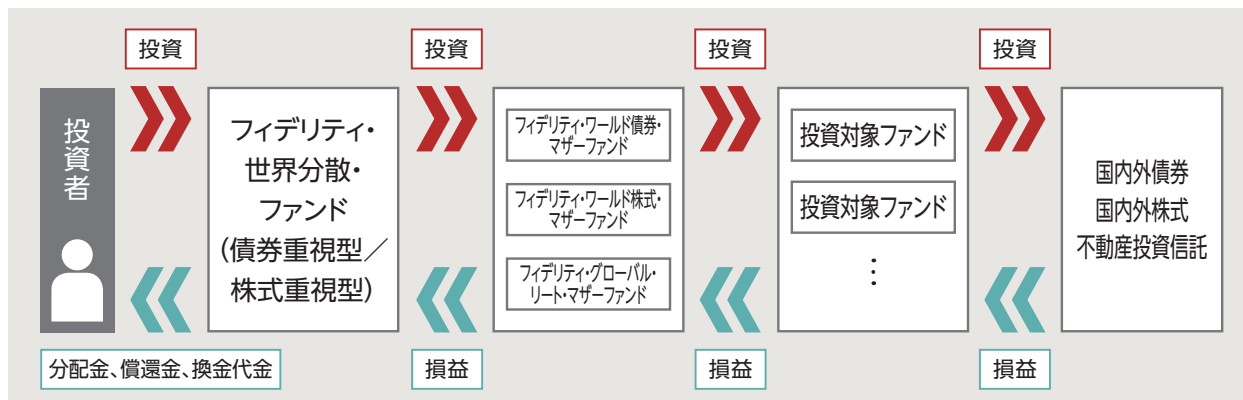 投資
投資
投資
投資
投資者
フィデリティ・
世界分散・
ファンド
(債券重視型／
株式重視型)
フィデリティ・ワールド債券・
マザーファンド
フィデリティ・ワールド株式・
マザーファンド
フィデリティ・グローバル・
リート・マザーファンド
投資対象ファンド
投資対象ファンド
⋮
国内外債券
国内外株式
不動産投資信託
分配金、償還金、換金代金
損益
損益
損益